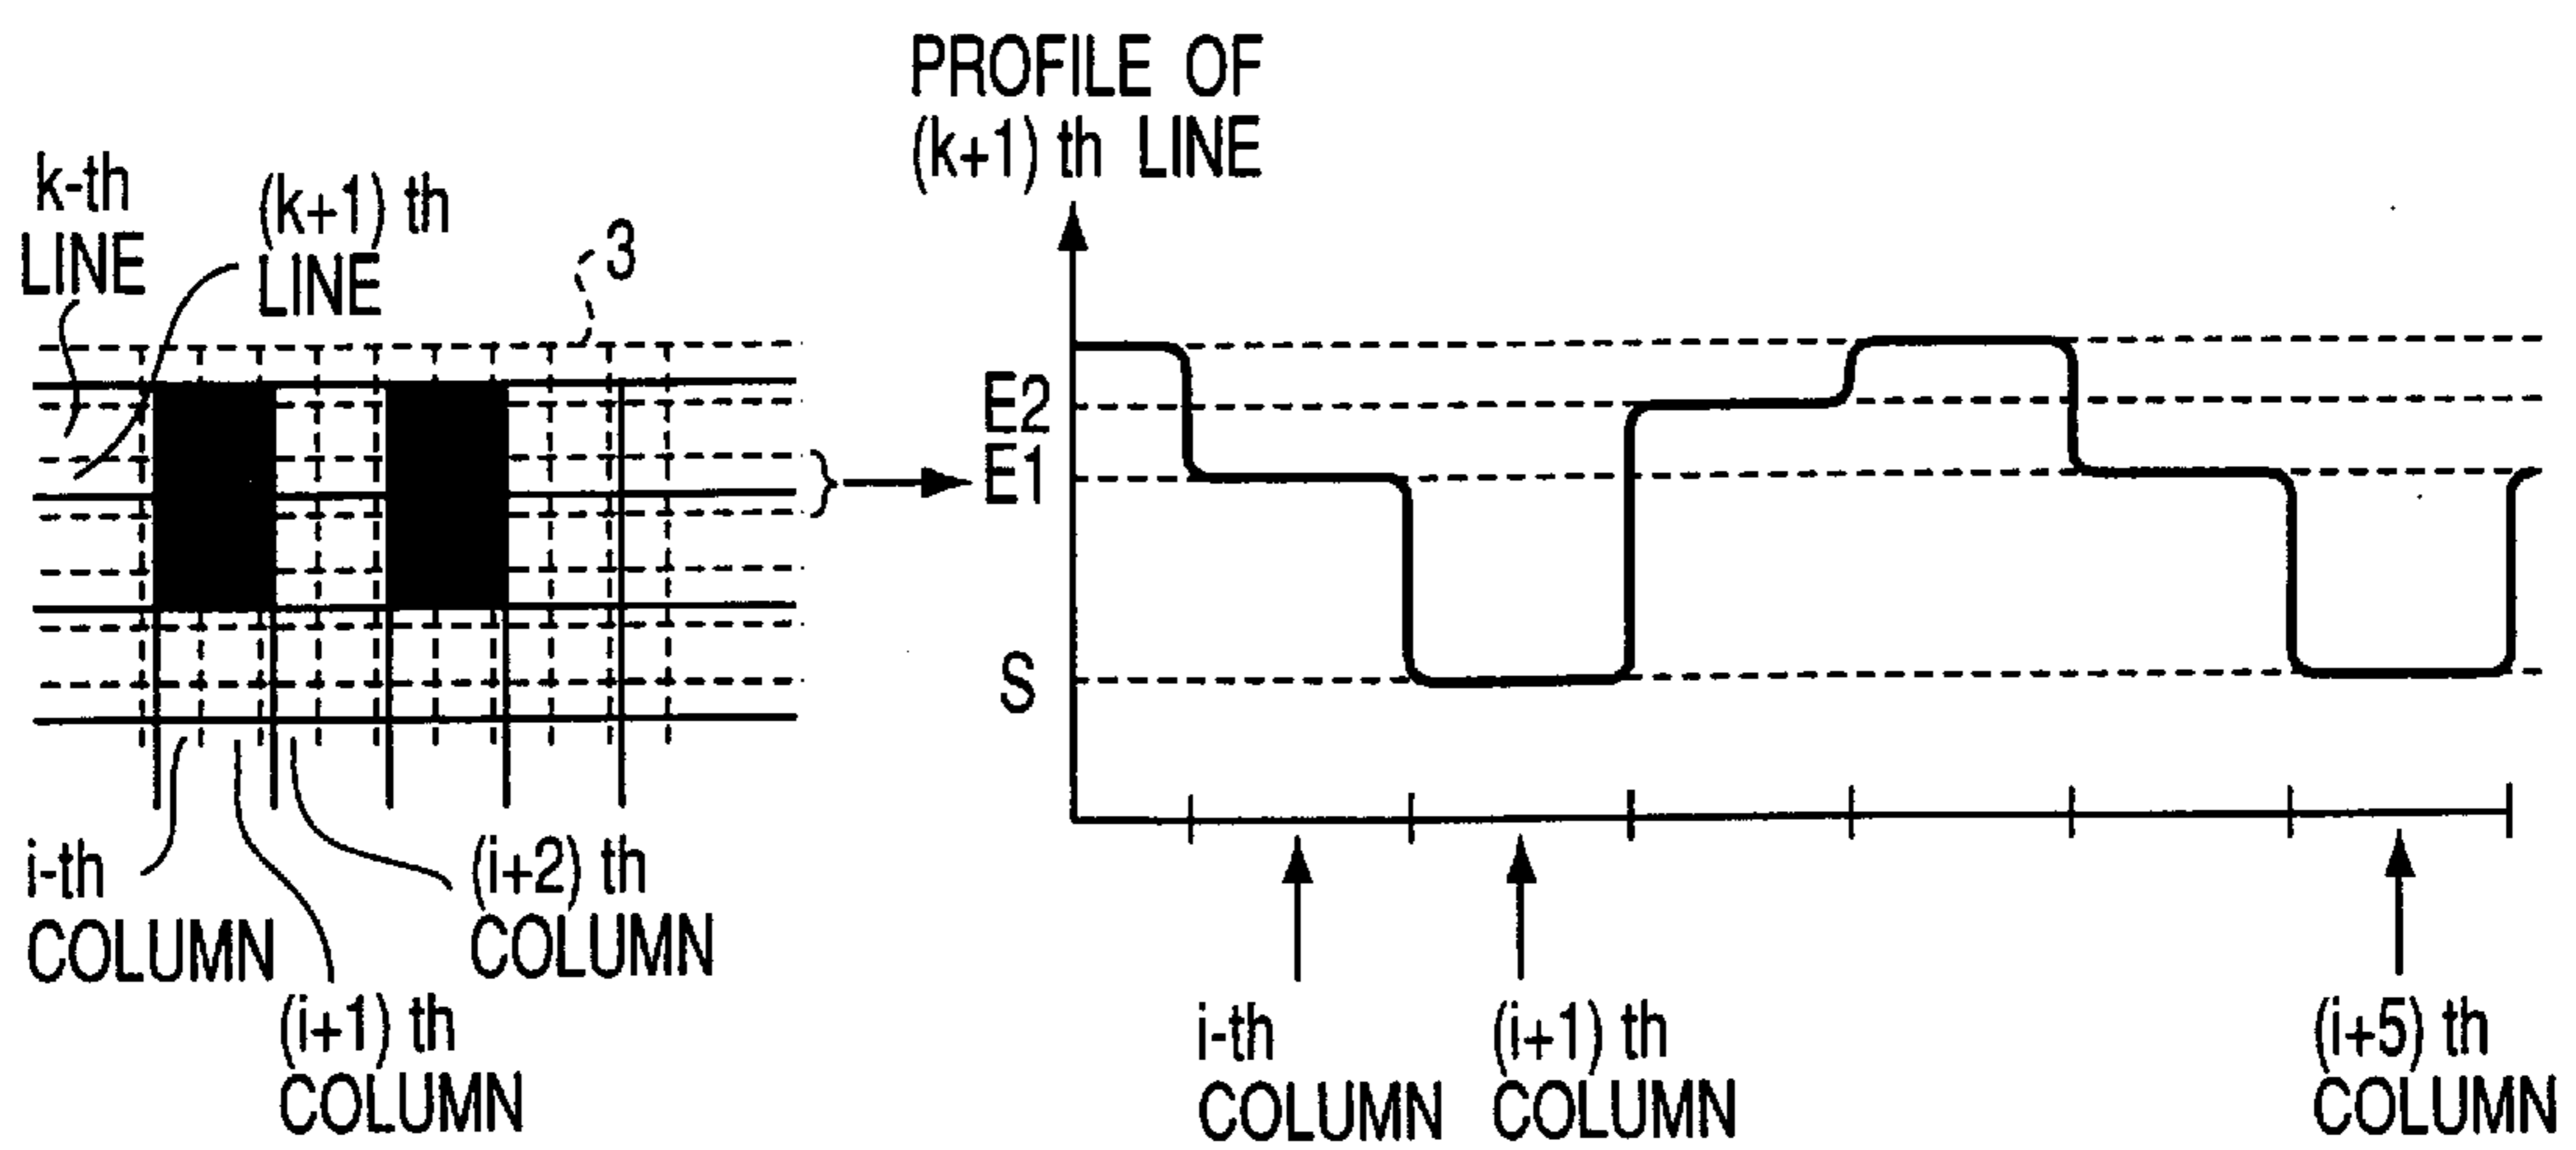 k-th
LINE
(k+1) th
LINE
3
i-th
COLUMN
(i+1) th
COLUMN
(i+2) th
COLUMN
PROFILE OF
(k+1) th LINE
E2
E1
S
i-th
COLUMN
(i+1) th
COLUMN
(i+5) th
COLUMN